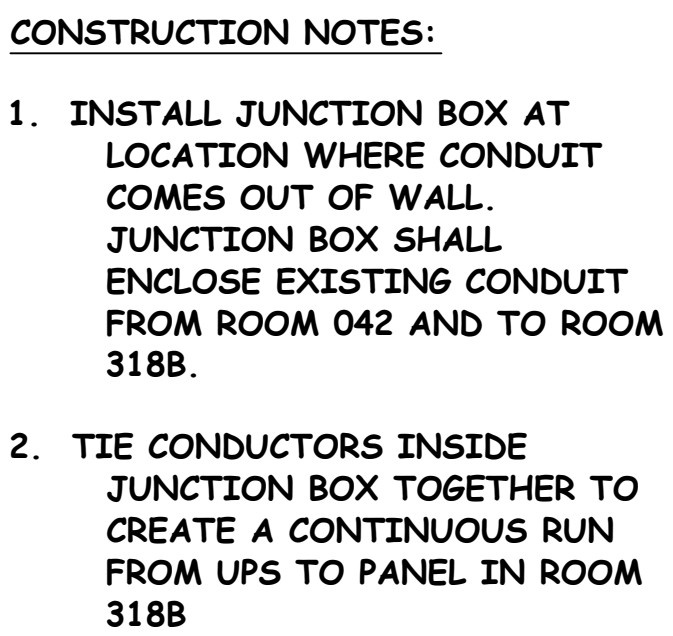 CONSTRUCTION NOTES:
1. INSTALL JUNCTION BOX AT
LOCATION WHERE CONDUIT
COMES OUT OF WALL.
JUNCTION BOX SHALL
ENCLOSE EXISTING CONDUIT
FROM ROOM 042 AND TO ROOM
318B.
2. TIE CONDUCTORS INSIDE
JUNCTION BOX TOGETHER TO
CREATE A CONTINUOUS RUN
FROM UPS TO PANEL IN ROOM
318B